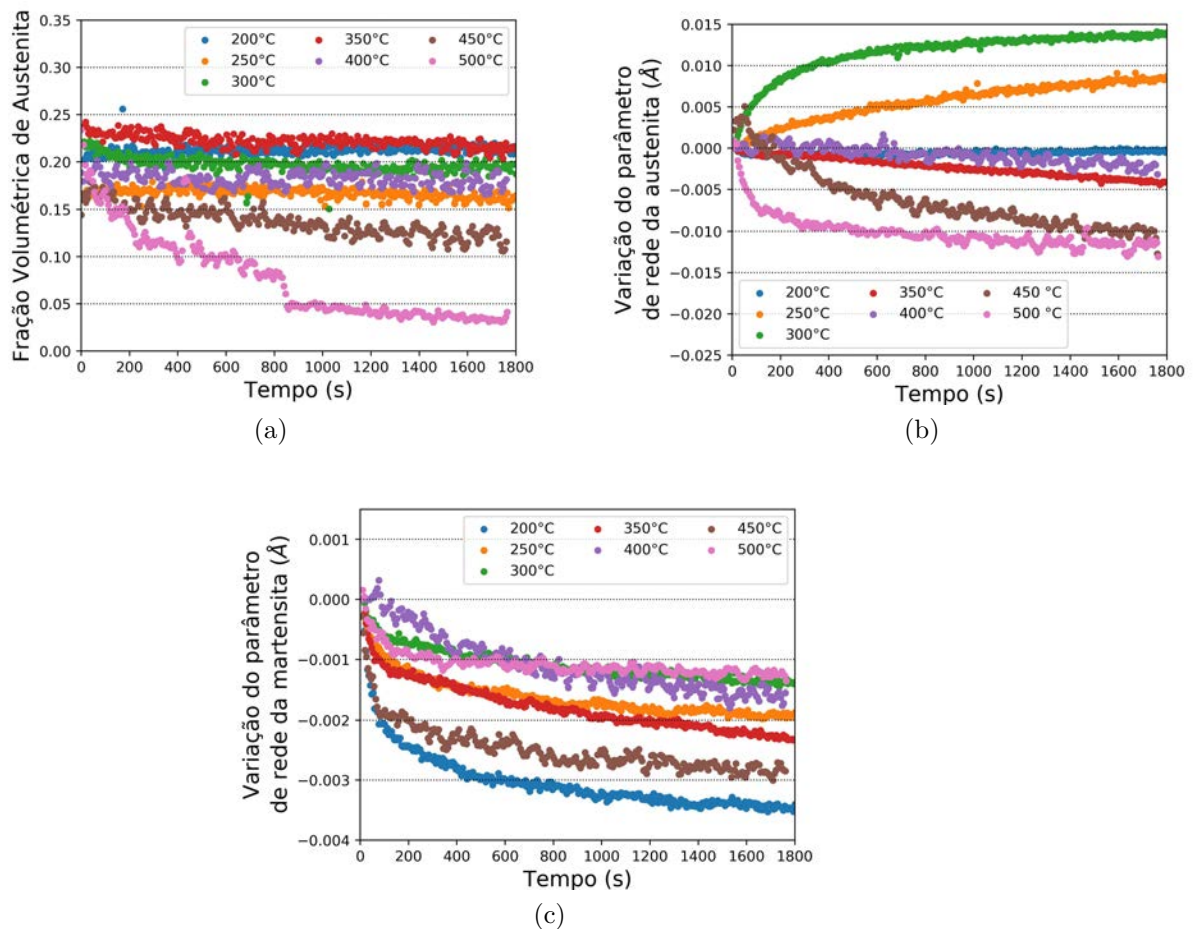 Fração Volumétrica de Austenita
0.35
0.30
0.25
0.20
0.15
0.10
0.05
0.00
200°C
350°C
450°C
250°C
400°C
500°C
300°C
0 200 400 600 800 1000 1200 1400 1600 1800
Tempo (s)
(a)
Variação do parâmetro
de rede da austenita (Å)
0.015
0.010
0.005
0.000
−0.005
−0.010
−0.015
−0.020
−0.025
200°C
350°C
450 °C
250°C
400°C
500 °C
300°C
0 200 400 600 800 1000 1200 1400 1600 1800
Tempo (s)
(b)
Variação do parâmetro
de rede da martensita (Å)
0.001
0.000
−0.001
−0.002
−0.003
−0.004
200°C
350°C
450°C
250°C
400°C
500°C
300°C
0 200 400 600 800 1000 1200 1400 1600 1800
Tempo (s)
(c)